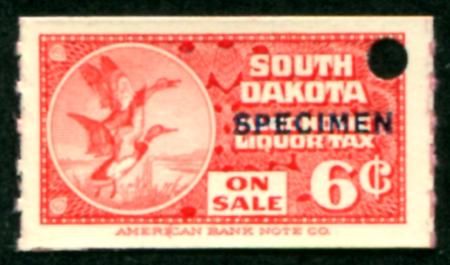 SOUTH
DAKOTA
SPECIMEN
LIQUOR TAX
ON
SALE
6¢
AMERICAN BANK NOTE CO.